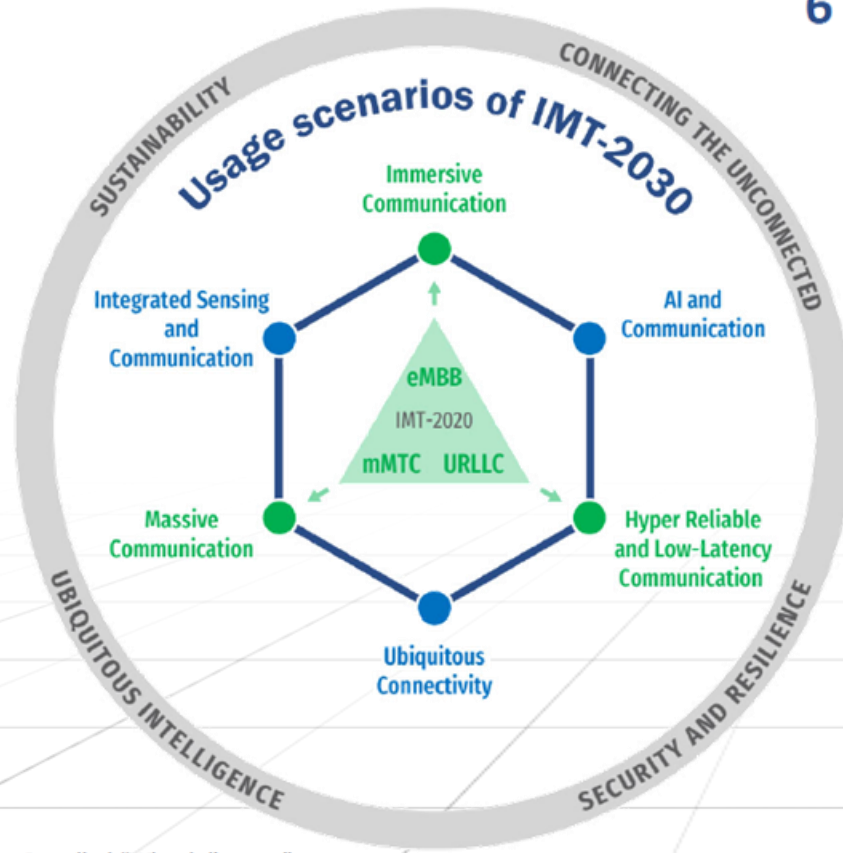 6
SUSTAINABILITY
CONNECTING THE UNCONNECTED
Usage scenarios of IMT-2030
Immersive
Communication
Integrated Sensing
and
Communication
AI and
Communication
eMBB
IMT-2020
mMTC URLLC
Massive
Communication
Hyper Reliable
and Low-Latency
Communication
Ubiquitous
Connectivity
UBIQUITOUS INTELLIGENCE
SECURITY AND RESILIENCE